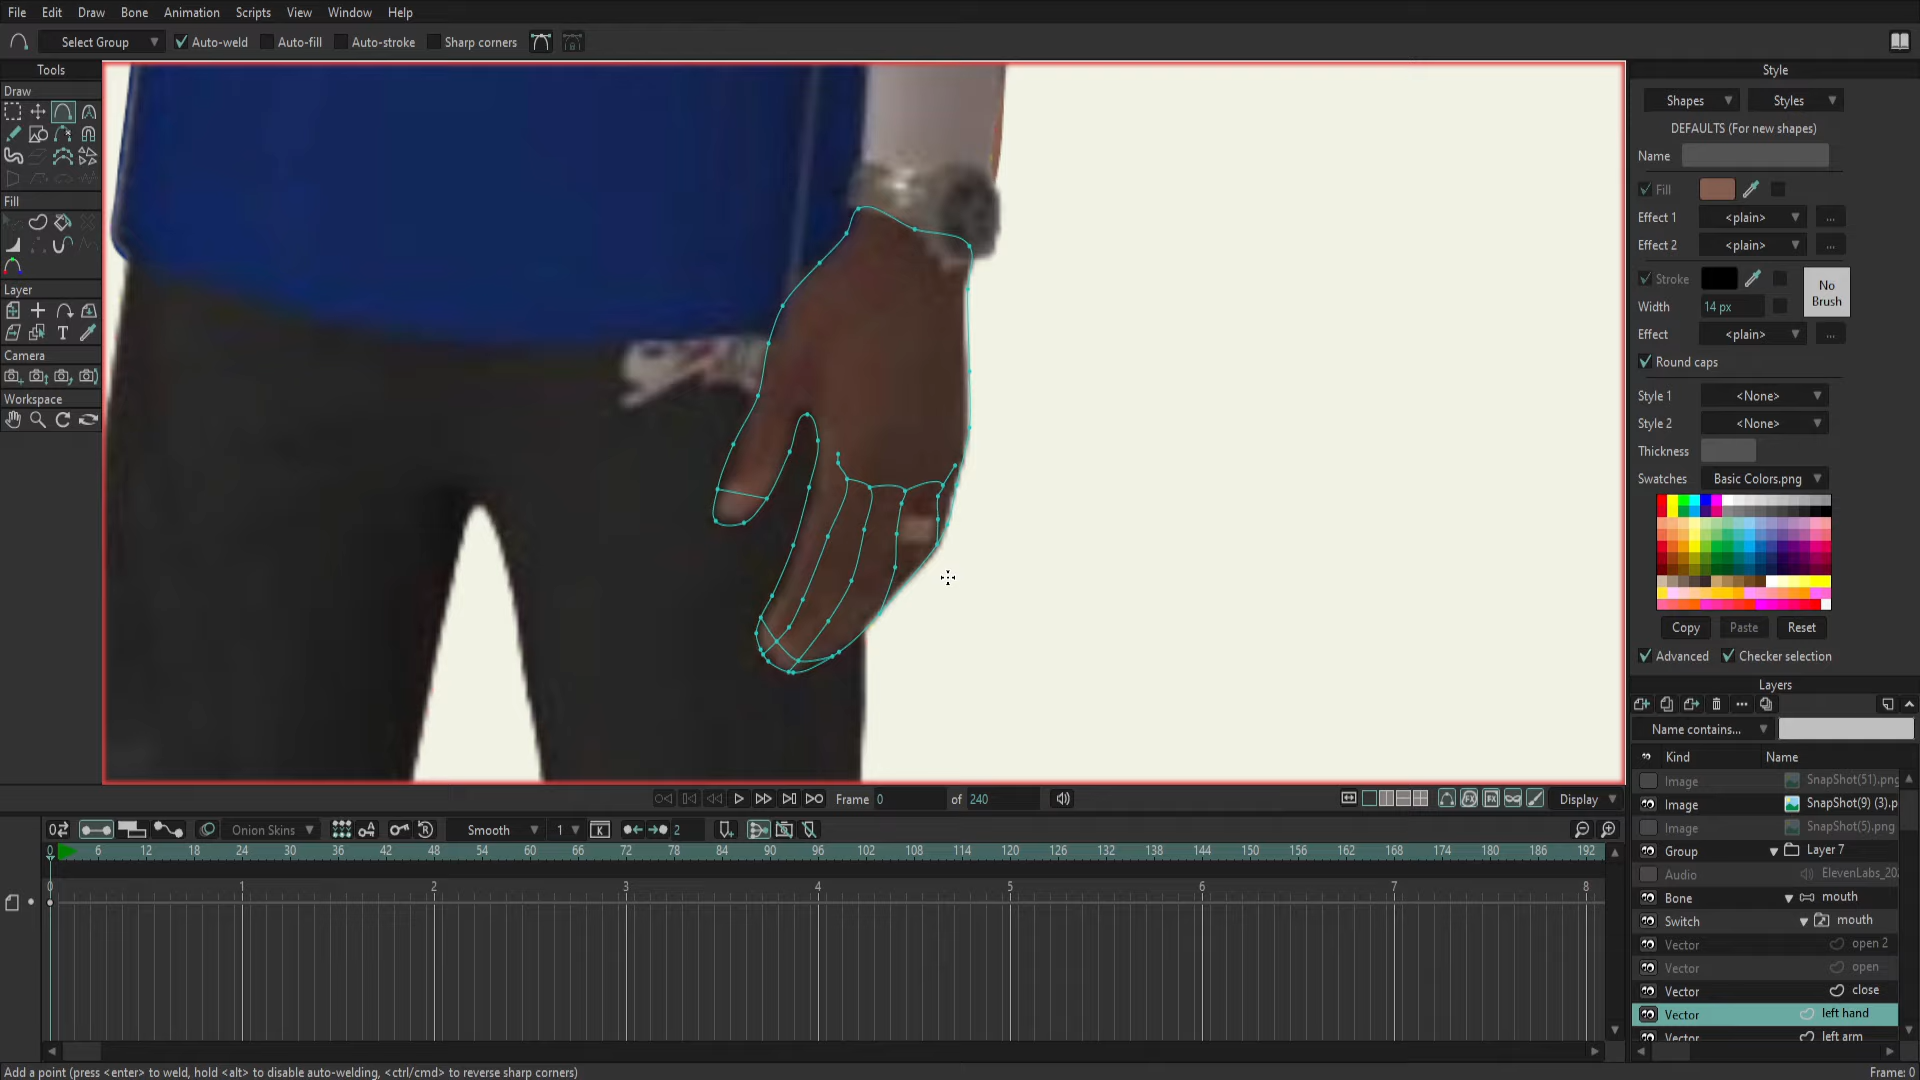 File Edit Draw Bone Animation Scripts View Window Help
Select Group Auto-weld Auto-fill Auto-stroke Sharp corners
Tools
Draw
Fill
Layer
T
Camera
Workspace
Style
Shapes Styles
DEFAULTS (For new shapes)
Name
Fill
Effect 1 <plain> ...
Effect 2 <plain> ...
Stroke
No Brush
Width 14 px
Effect <plain> ...
Round caps
Style 1 <None>
Style 2 <None>
Thickness
Swatches Basic Colors.png
Copy Paste Reset
Advanced Checker selection
Layers
Name contains...
Kind Name
Image SnapShot(51).png
Image SnapShot(9) (3).p
Image SnapShot(5).png
Group Layer 7
Audio ElevenLabs_20
Bone mouth
Switch mouth
Vector open 2
Vector open
Vector close
Vector left hand
Vector left arm
Frame 0 of 240 Display
Onion Skins Smooth 1 K 2
0 6 12 18 24 30 36 42 48 54 60 66 72 78 84 90 96 102 108 114 120 126 132 138 144 150 156 162 168 174 180 186 192
0 1 2 3 4 5 6 7 8
Add a point (press <enter> to weld, hold <alt> to disable auto-welding, <ctrl/cmd> to reverse sharp corners) Frame: 0